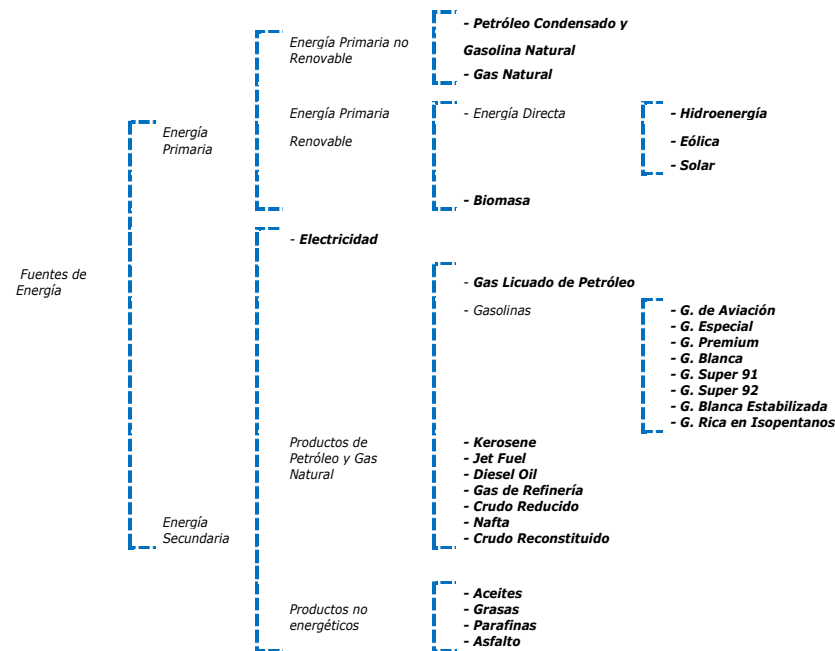 Fuentes de
Energía
Energía
Primaria
Energía Primaria no
Renovable
- Petróleo Condensado y
Gasolina Natural
- Gas Natural
Energía Primaria
Renovable
- Energía Directa
- Hidroenergía
- Eólica
- Solar
- Biomasa
Energía
Secundaria
- Electricidad
Productos de
Petróleo y Gas
Natural
- Gas Licuado de Petróleo
- Gasolinas
- G. de Aviación
- G. Especial
- G. Premium
- G. Blanca
- G. Super 91
- G. Super 92
- G. Blanca Estabilizada
- G. Rica en Isopentanos
- Kerosene
- Jet Fuel
- Diesel Oil
- Gas de Refinería
- Crudo Reducido
- Nafta
- Crudo Reconstituido
Productos no
energéticos
- Aceites
- Grasas
- Parafinas
- Asfalto